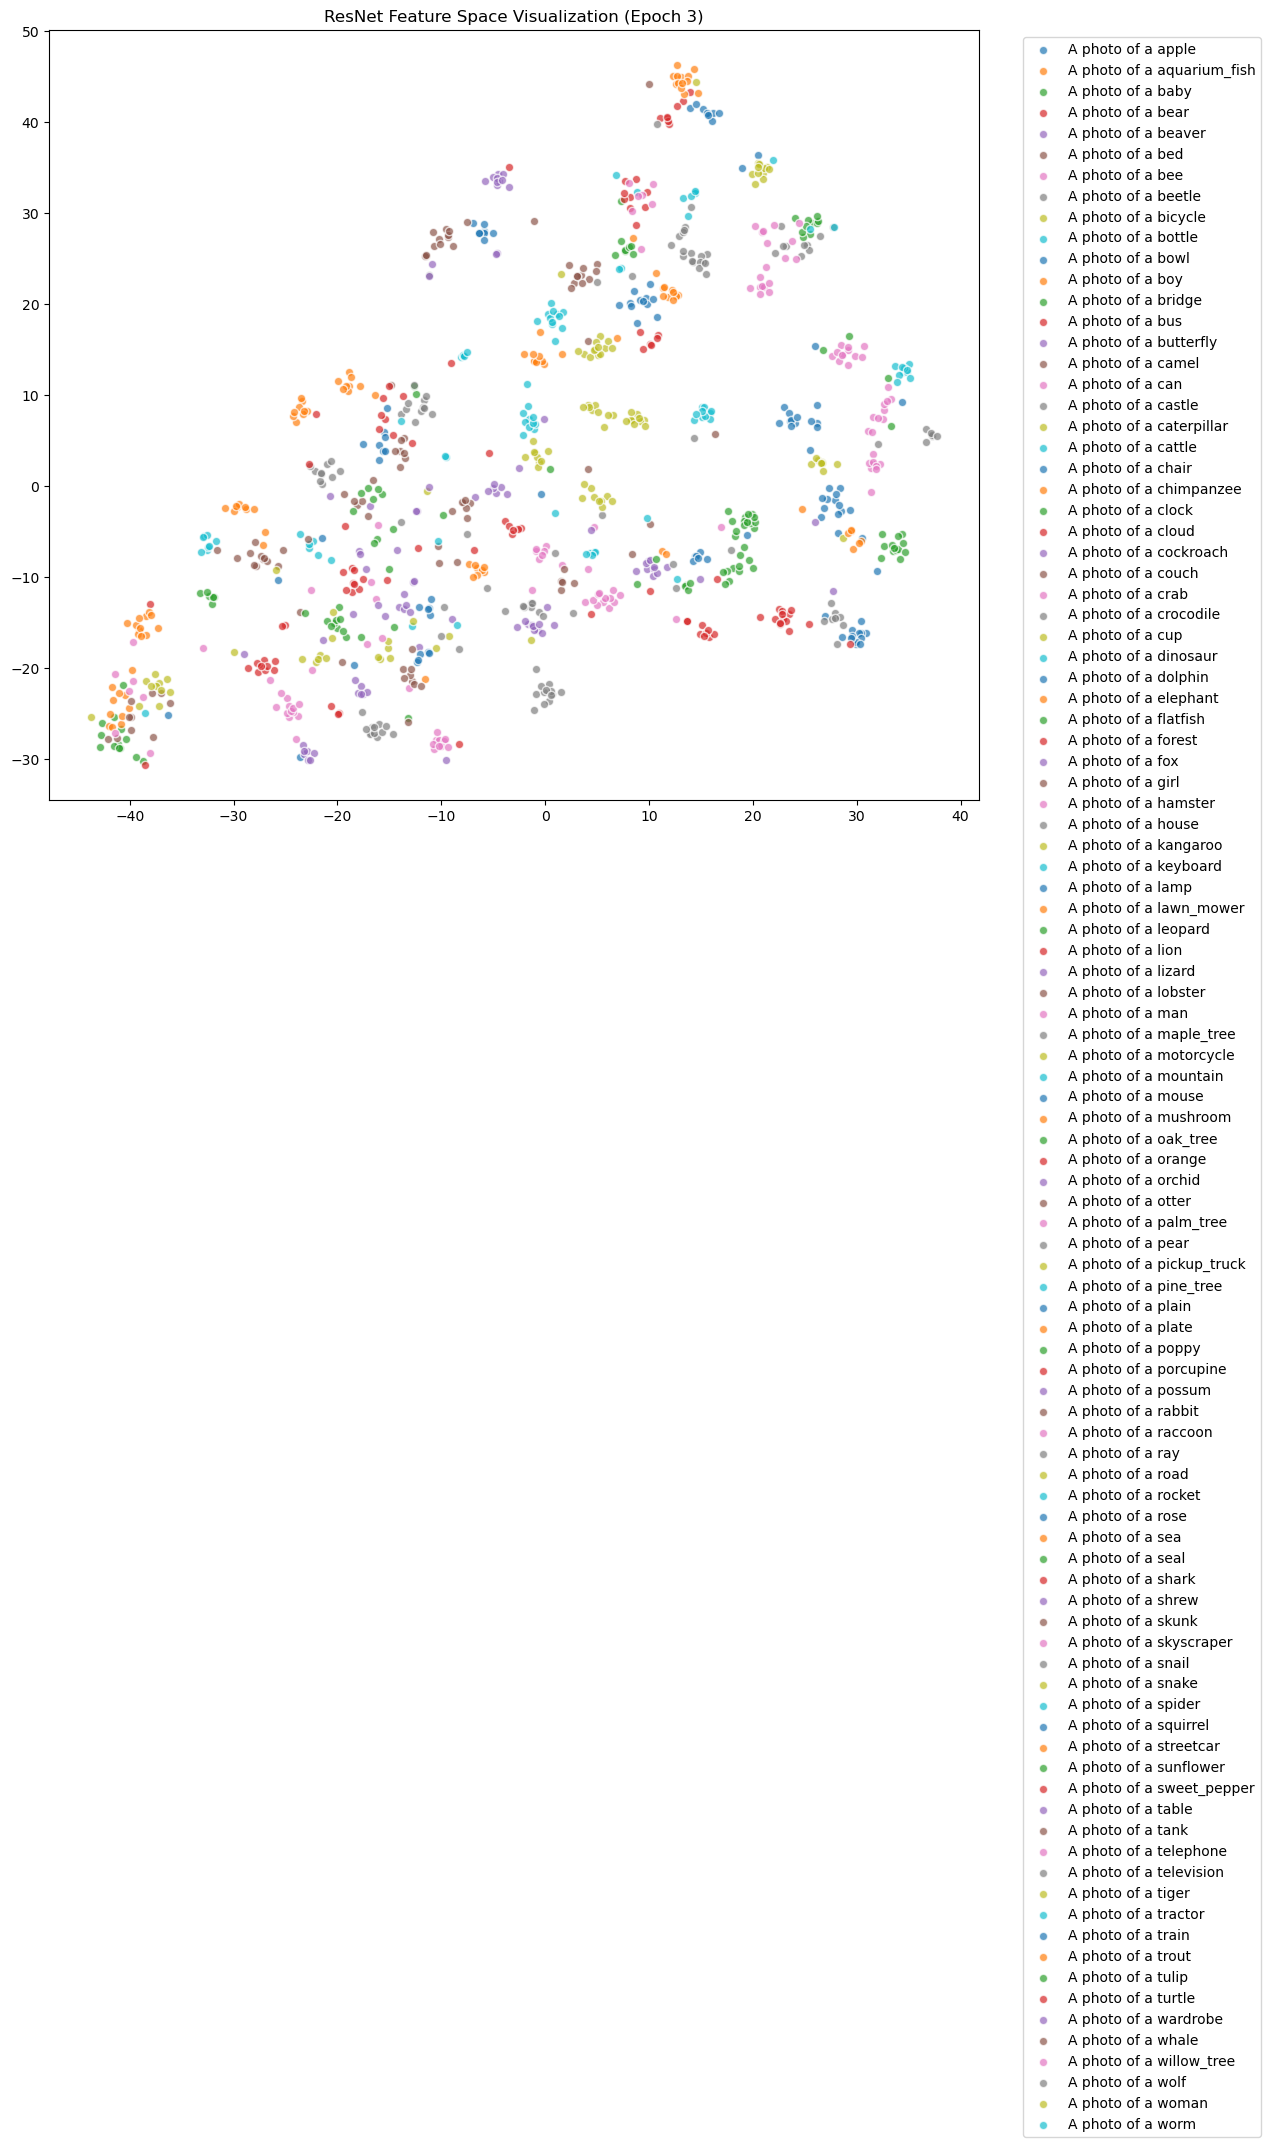 ResNet Feature Space Visualization (Epoch 3)
50
40
30
20
10
0
−10
−20
−30
−40
−30
−20
−10
0
10
20
30
40
A photo of a apple
A photo of a aquarium_fish
A photo of a baby
A photo of a bear
A photo of a beaver
A photo of a bed
A photo of a bee
A photo of a beetle
A photo of a bicycle
A photo of a bottle
A photo of a bowl
A photo of a boy
A photo of a bridge
A photo of a bus
A photo of a butterfly
A photo of a camel
A photo of a can
A photo of a castle
A photo of a caterpillar
A photo of a cattle
A photo of a chair
A photo of a chimpanzee
A photo of a clock
A photo of a cloud
A photo of a cockroach
A photo of a couch
A photo of a crab
A photo of a crocodile
A photo of a cup
A photo of a dinosaur
A photo of a dolphin
A photo of a elephant
A photo of a flatfish
A photo of a forest
A photo of a fox
A photo of a girl
A photo of a hamster
A photo of a house
A photo of a kangaroo
A photo of a keyboard
A photo of a lamp
A photo of a lawn_mower
A photo of a leopard
A photo of a lion
A photo of a lizard
A photo of a lobster
A photo of a man
A photo of a maple_tree
A photo of a motorcycle
A photo of a mountain
A photo of a mouse
A photo of a mushroom
A photo of a oak_tree
A photo of a orange
A photo of a orchid
A photo of a otter
A photo of a palm_tree
A photo of a pear
A photo of a pickup_truck
A photo of a pine_tree
A photo of a plain
A photo of a plate
A photo of a poppy
A photo of a porcupine
A photo of a possum
A photo of a rabbit
A photo of a raccoon
A photo of a ray
A photo of a road
A photo of a rocket
A photo of a rose
A photo of a sea
A photo of a seal
A photo of a shark
A photo of a shrew
A photo of a skunk
A photo of a skyscraper
A photo of a snail
A photo of a snake
A photo of a spider
A photo of a squirrel
A photo of a streetcar
A photo of a sunflower
A photo of a sweet_pepper
A photo of a table
A photo of a tank
A photo of a telephone
A photo of a television
A photo of a tiger
A photo of a tractor
A photo of a train
A photo of a trout
A photo of a tulip
A photo of a turtle
A photo of a wardrobe
A photo of a whale
A photo of a willow_tree
A photo of a wolf
A photo of a woman
A photo of a worm